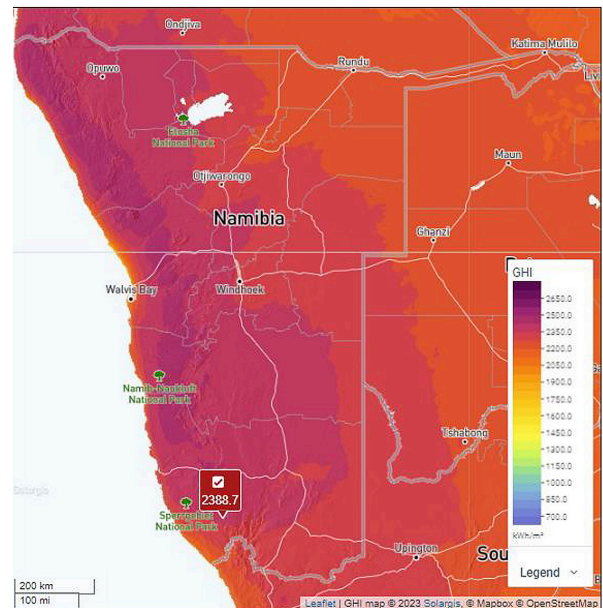 Ondjiva
Katima Mulilo
Rundu
Opuwo
Livi
Etosha
National Park
Maun
Otjiwarongo
Namibia
Ghanzi
Windhoek
Walvis Bay
GHI
2650.0
2500.0
2350.0
2200.0
2050.0
1900.0
1750.0
1600.0
1450.0
1300.0
1150.0
1000.0
850.0
700.0
kWh/m²
Namib-Naukluft
National Park
Tshabong
Solargis
2388.7
Sperrgebiet
National Park
Upington
Sou
Legend
200 km
100 mi
Leaflet | GHI map © 2023 Solargis, © Mapbox © OpenStreetMap